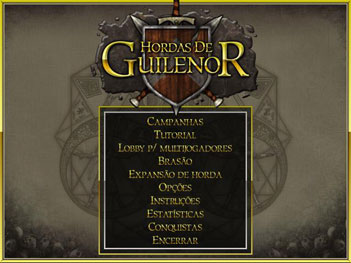 Hordas de
Guilenor
Campanhas
Tutorial
Lobby p/ multijogadores
Brasão
Expansão de horda
Opções
Instruções
Estatísticas
Conquistas
Encerrar